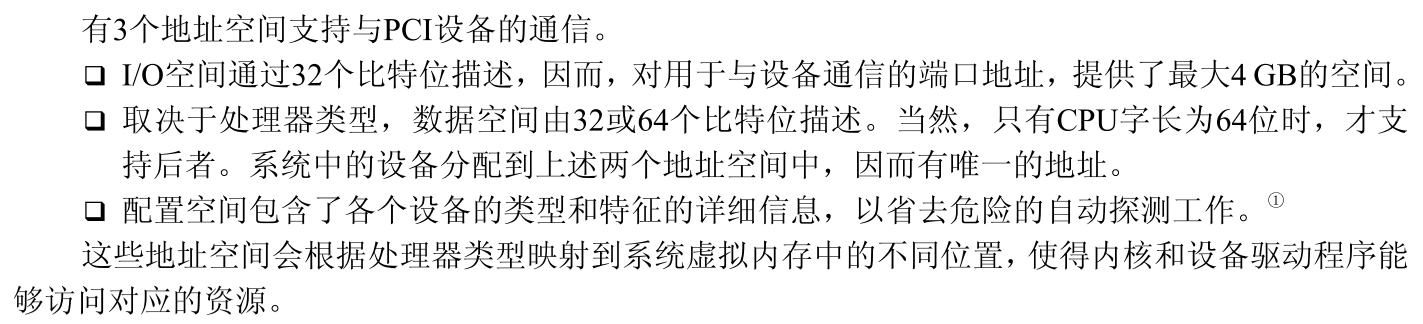 有3个地址空间支持与PCI设备的通信。
❑ I/O空间通过32个比特位描述，因而，对用于与设备通信的端口地址，提供了最大4 GB的空间。
❑ 取决于处理器类型，数据空间由32或64个比特位描述。当然，只有CPU字长为64位时，才支
持后者。系统中的设备分配到上述两个地址空间中，因而有唯一的地址。
❑ 配置空间包含了各个设备的类型和特征的详细信息，以省去危险的自动探测工作。①
这些地址空间会根据处理器类型映射到系统虚拟内存中的不同位置，使得内核和设备驱动程序能
够访问对应的资源。